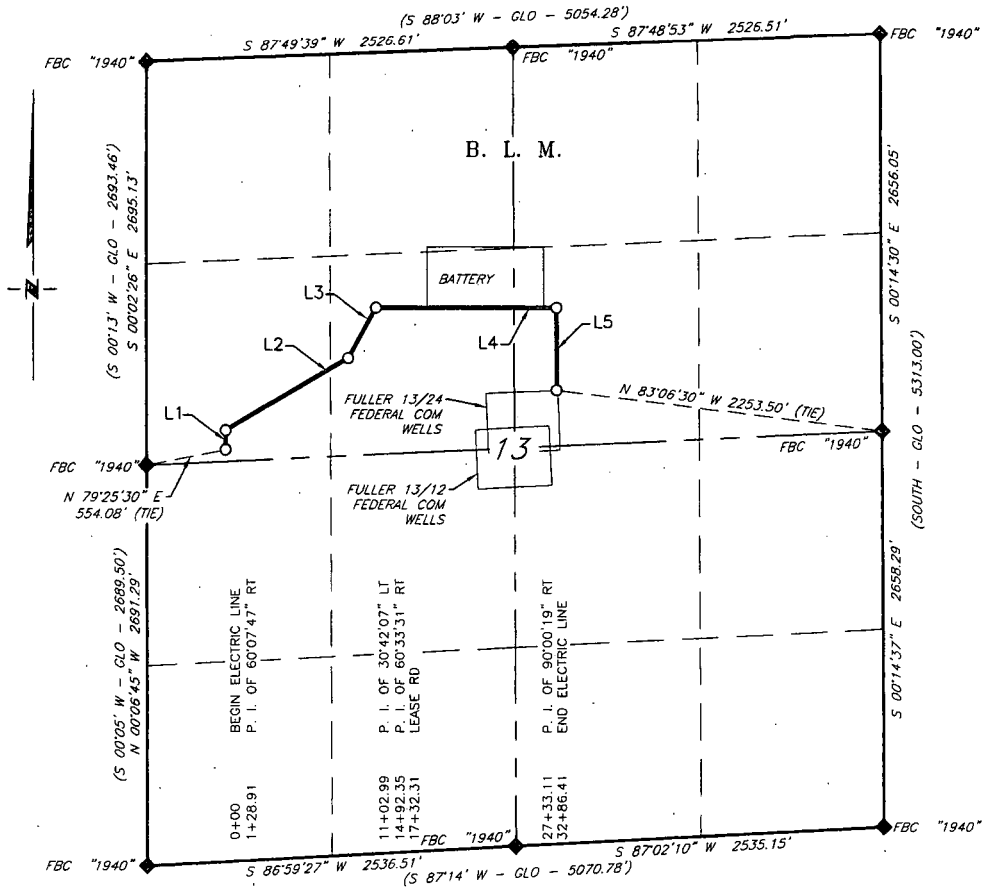 (S 88°03' W - GLO - 5054.28')
S 87°49'39" W 2526.61'
S 87°48'53" W 2526.51'
FBC "1940"
FBC "1940"
FBC "1940"
B. L. M.
(S 00°13' W - GLO - 2693.46')
S 00°02'26" E 2695.13'
S 00°14'30" E 2656.05'
BATTERY
L3
L2
L4
L5
L1
N 83°06'30" W 2253.50' (TIE)
FULLER 13/24
FEDERAL COM
WELLS
13
FBC "1940"
FBC "1940"
(SOUTH - GLO - 5313.00')
N 79°25'30" E
554.08' (TIE)
FULLER 13/12
FEDERAL COM
WELLS
(S 00°05' W - GLO - 2689.50')
N 00°06'45" W 2691.29'
S 00°14'37" E 2658.29'
0+00 BEGIN ELECTRIC LINE
1+28.91 P. I. OF 60°07'47" RT
11+02.99 P. I. OF 30°42'07" LT
14+92.35 P. I. OF 60°33'31" RT
17+32.31 LEASE RD
27+33.11 P. I. OF 90°00'19" RT
32+86.41 END ELECTRIC LINE
FBC "1940"
FBC "1940"
FBC "1940"
S 86°59'27" W 2536.51'
S 87°02'10" W 2535.15'
(S 87°14' W - GLO - 5070.78')